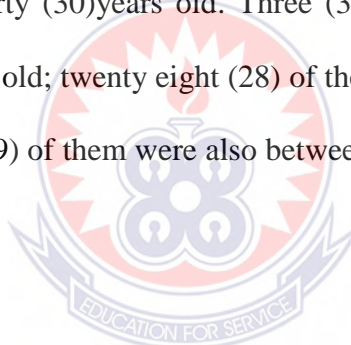 rty (30)years old. Three (3
old; twenty eight (28) of the
9) of them were also betwee
EDUCATION FOR SERVICE